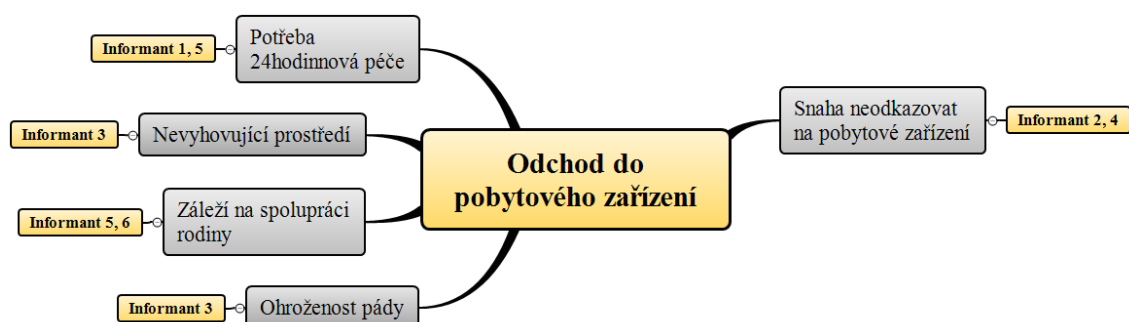 Informant 1, 5
Potřeba
24hodinnová péče
Informant 3
Nevyhovující prostředí
Informant 5, 6
Záleží na spolupráci
rodiny
Informant 3
Ohroženost pády
Odchod do
pobytového zařízení
Snaha neodkazovat
na pobytové zařízení
Informant 2, 4